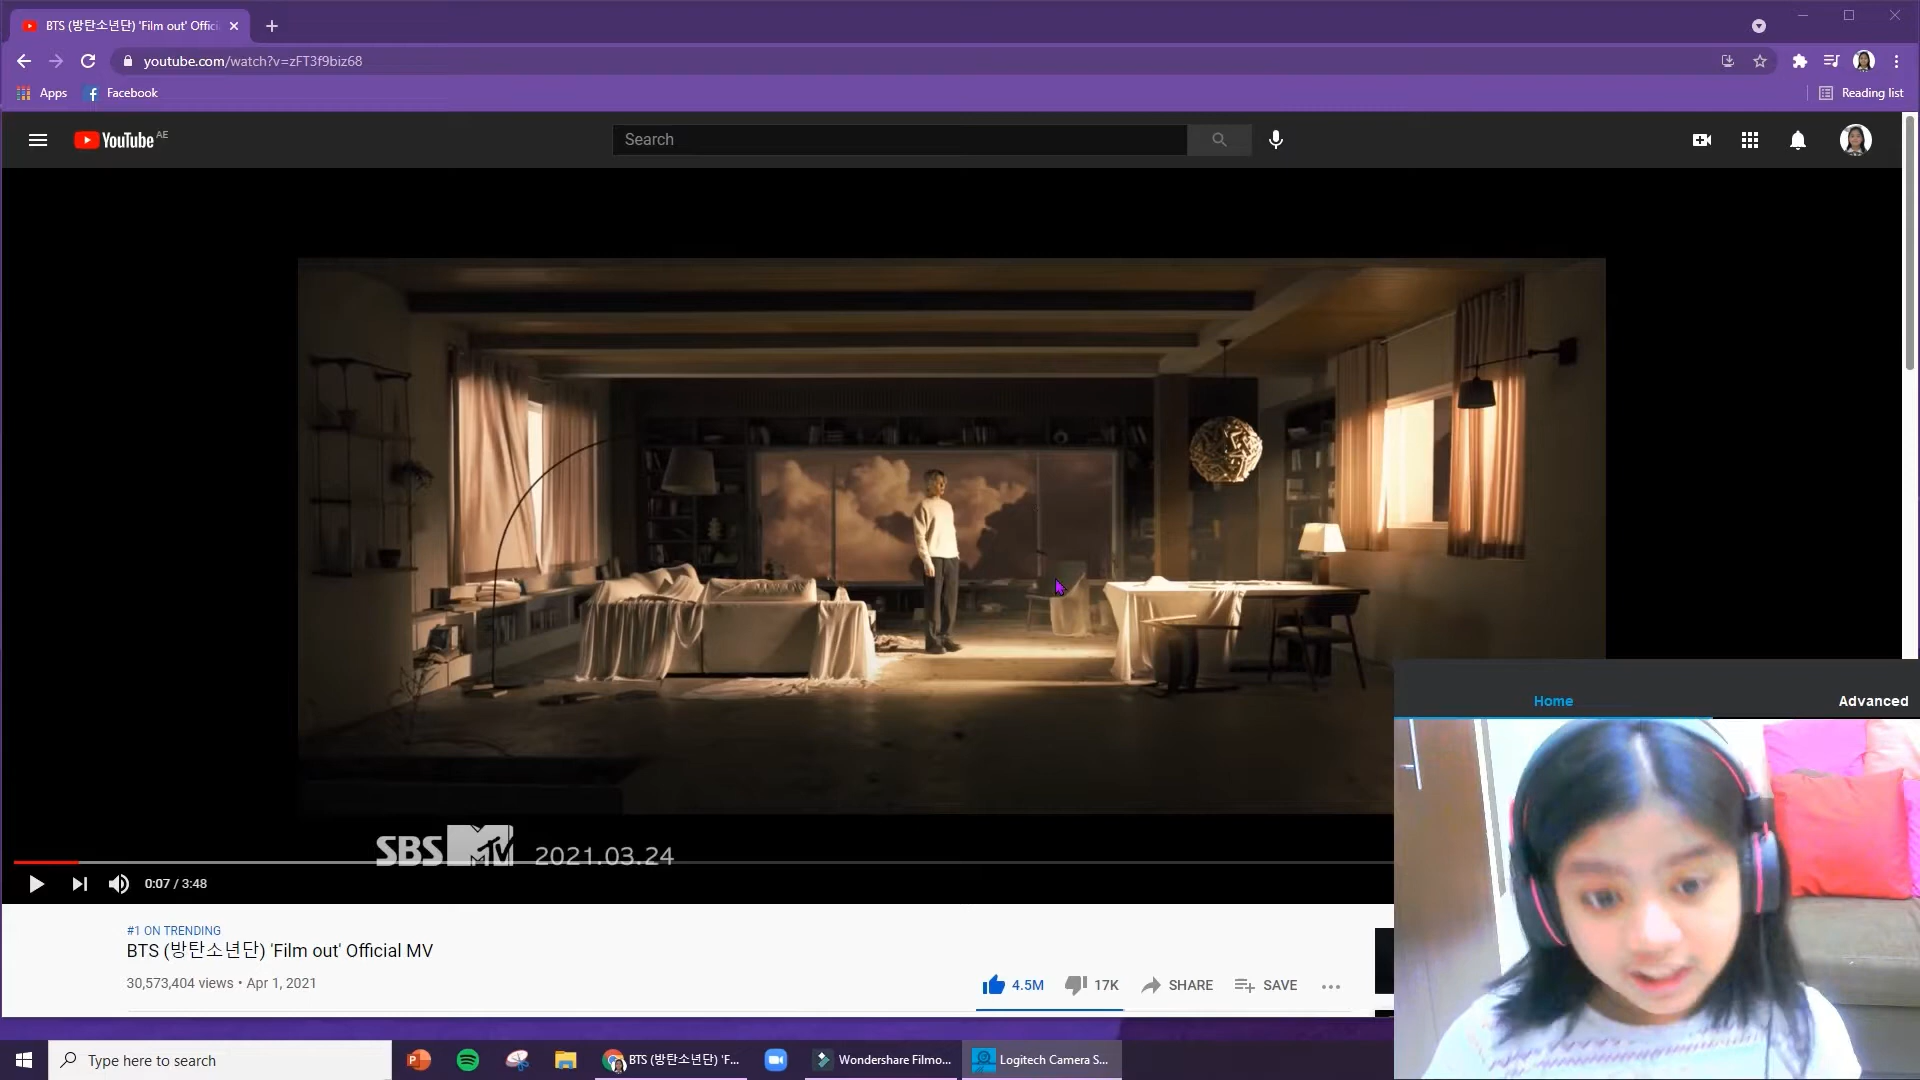 BTS (방탄소년단) 'Film out' Offici
youtube.com/watch?v=zFT3f9biz68
Apps
Facebook
Reading list
YouTube AE
Search
SBS MTV 2021.03.24
0:07 / 3:48
Home
Advanced
#1 ON TRENDING
BTS (방탄소년단) 'Film out' Official MV
30,573,404 views • Apr 1, 2021
4.5M
17K
SHARE
SAVE
Type here to search
BTS (방탄소년단) 'F...
Wondershare Filmo...
Logitech Camera S...